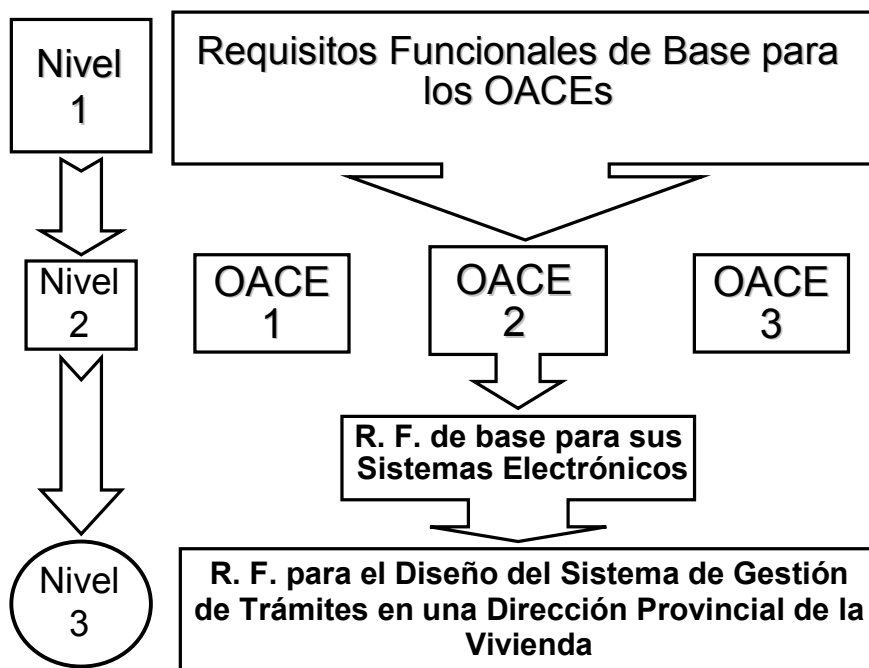 Nivel
1
Requisitos Funcionales de Base para
los OACEs
Nivel
2
OACE
1
OACE
2
OACE
3
R. F. de base para sus
Sistemas Electrónicos
Nivel
3
R. F. para el Diseño del Sistema de Gestión
de Trámites en una Dirección Provincial de la
Vivienda